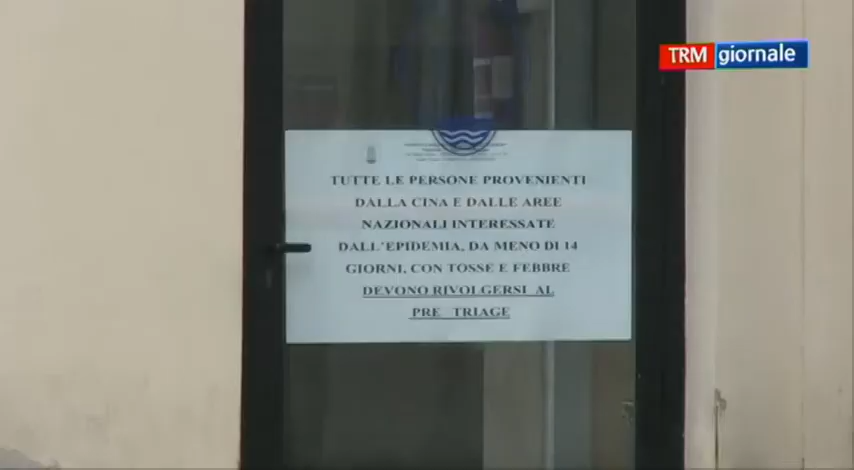 TRM giornale
TUTTE LE PERSONE PROVENIENTI
DALLA CINA E DALLE AREE
NAZIONALI INTERESSATE
DALL'EPIDEMIA, DA MENO DI 14
GIORNI, CON TOSSE E FEBBRE
DEVONO RIVOLGERSI AL
PRE TRIAGE